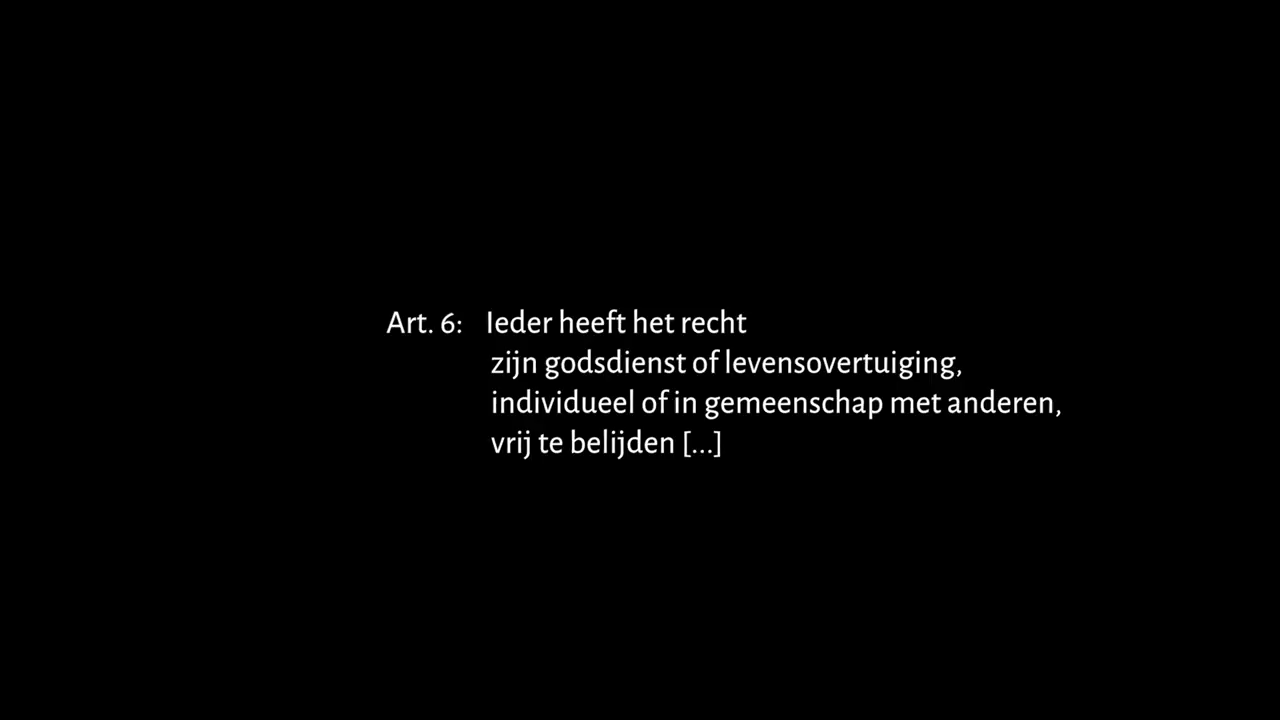 Art. 6: Ieder heeft het recht
zijn godsdienst of levensovertuiging,
individueel of in gemeenschap met anderen,
vrij te belijden [...]